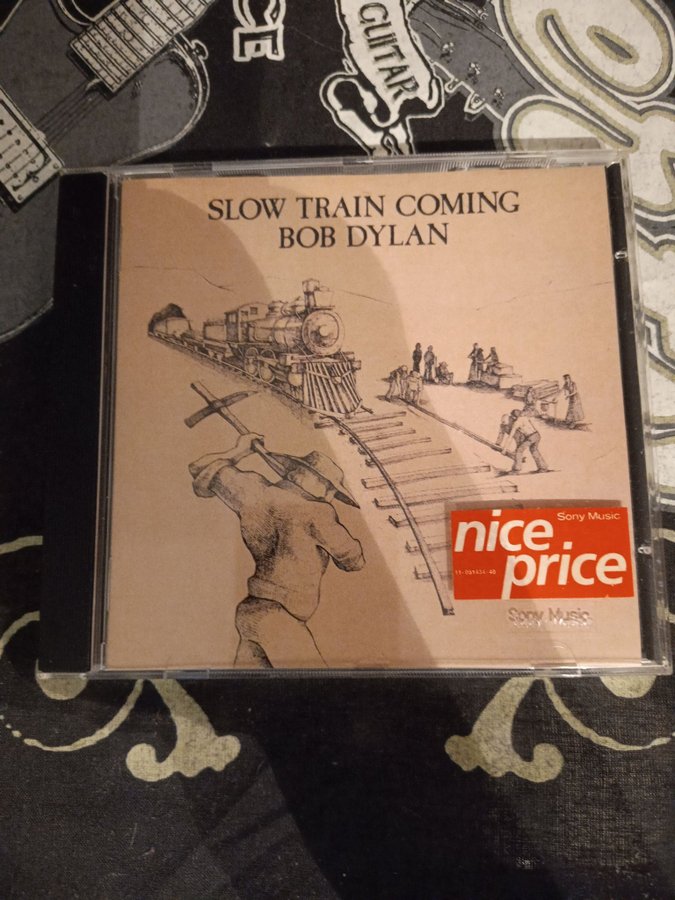 GUITAR
SLOW TRAIN COMING
BOB DYLAN
Sony Music
nice
price
Sony Music